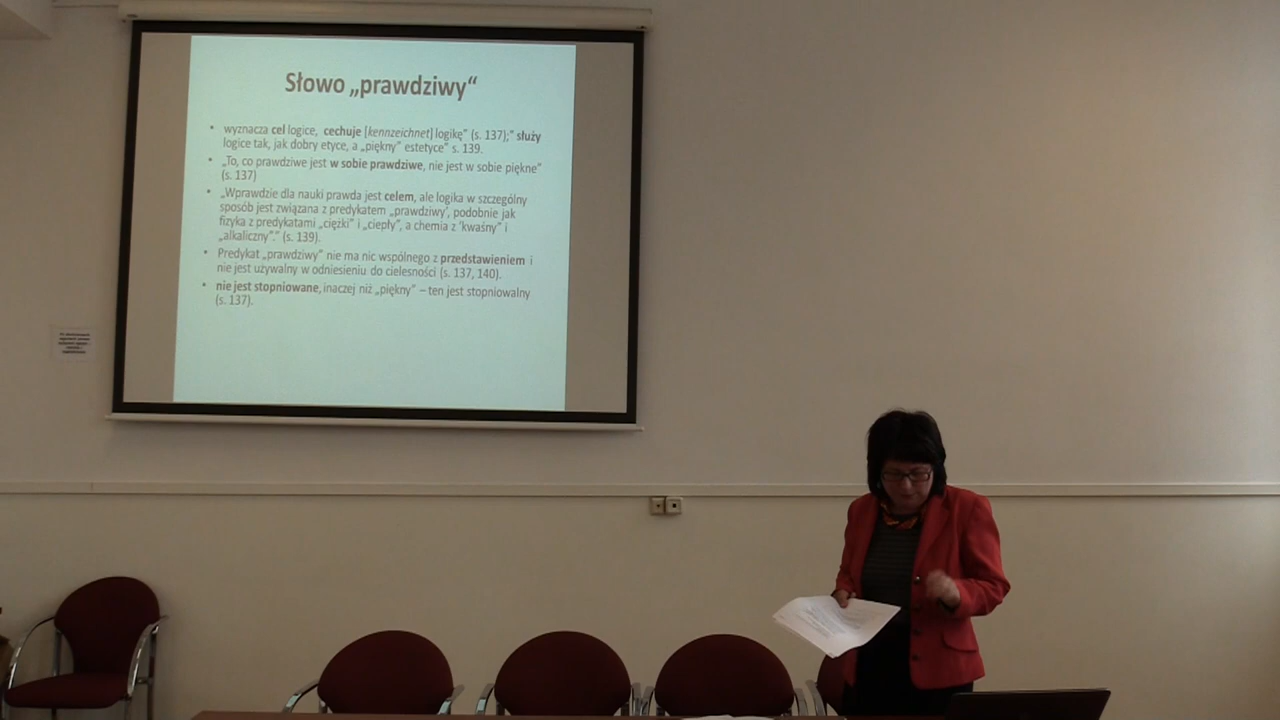 Słowo „prawdziwy“
• wyznacza cel logice, cechuje [kennzeichnet] logikę” (s. 137);” służy
logice tak, jak dobry etyce, a „piękny” estetyce” s. 139.
• „To, co prawdziwe jest w sobie prawdziwe, nie jest w sobie piękne”
(s. 137)
• „Wprawdzie dla nauki prawda jest celem, ale logika w szczególny
sposób jest związana z predykatem „prawdziwy’, podobnie jak
fizyka z predykatami „ciężki” i „ciepły”, a chemia z ‘kwaśny” i
„alkaliczny”.” (s. 139).
• Predykat „prawdziwy” nie ma nic wspólnego z przedstawieniem i
nie jest używalny w odniesieniu do cielesności (s. 137, 140).
• nie jest stopniowane, inaczej niż „piękny” – ten jest stopniowalny
(s. 137).